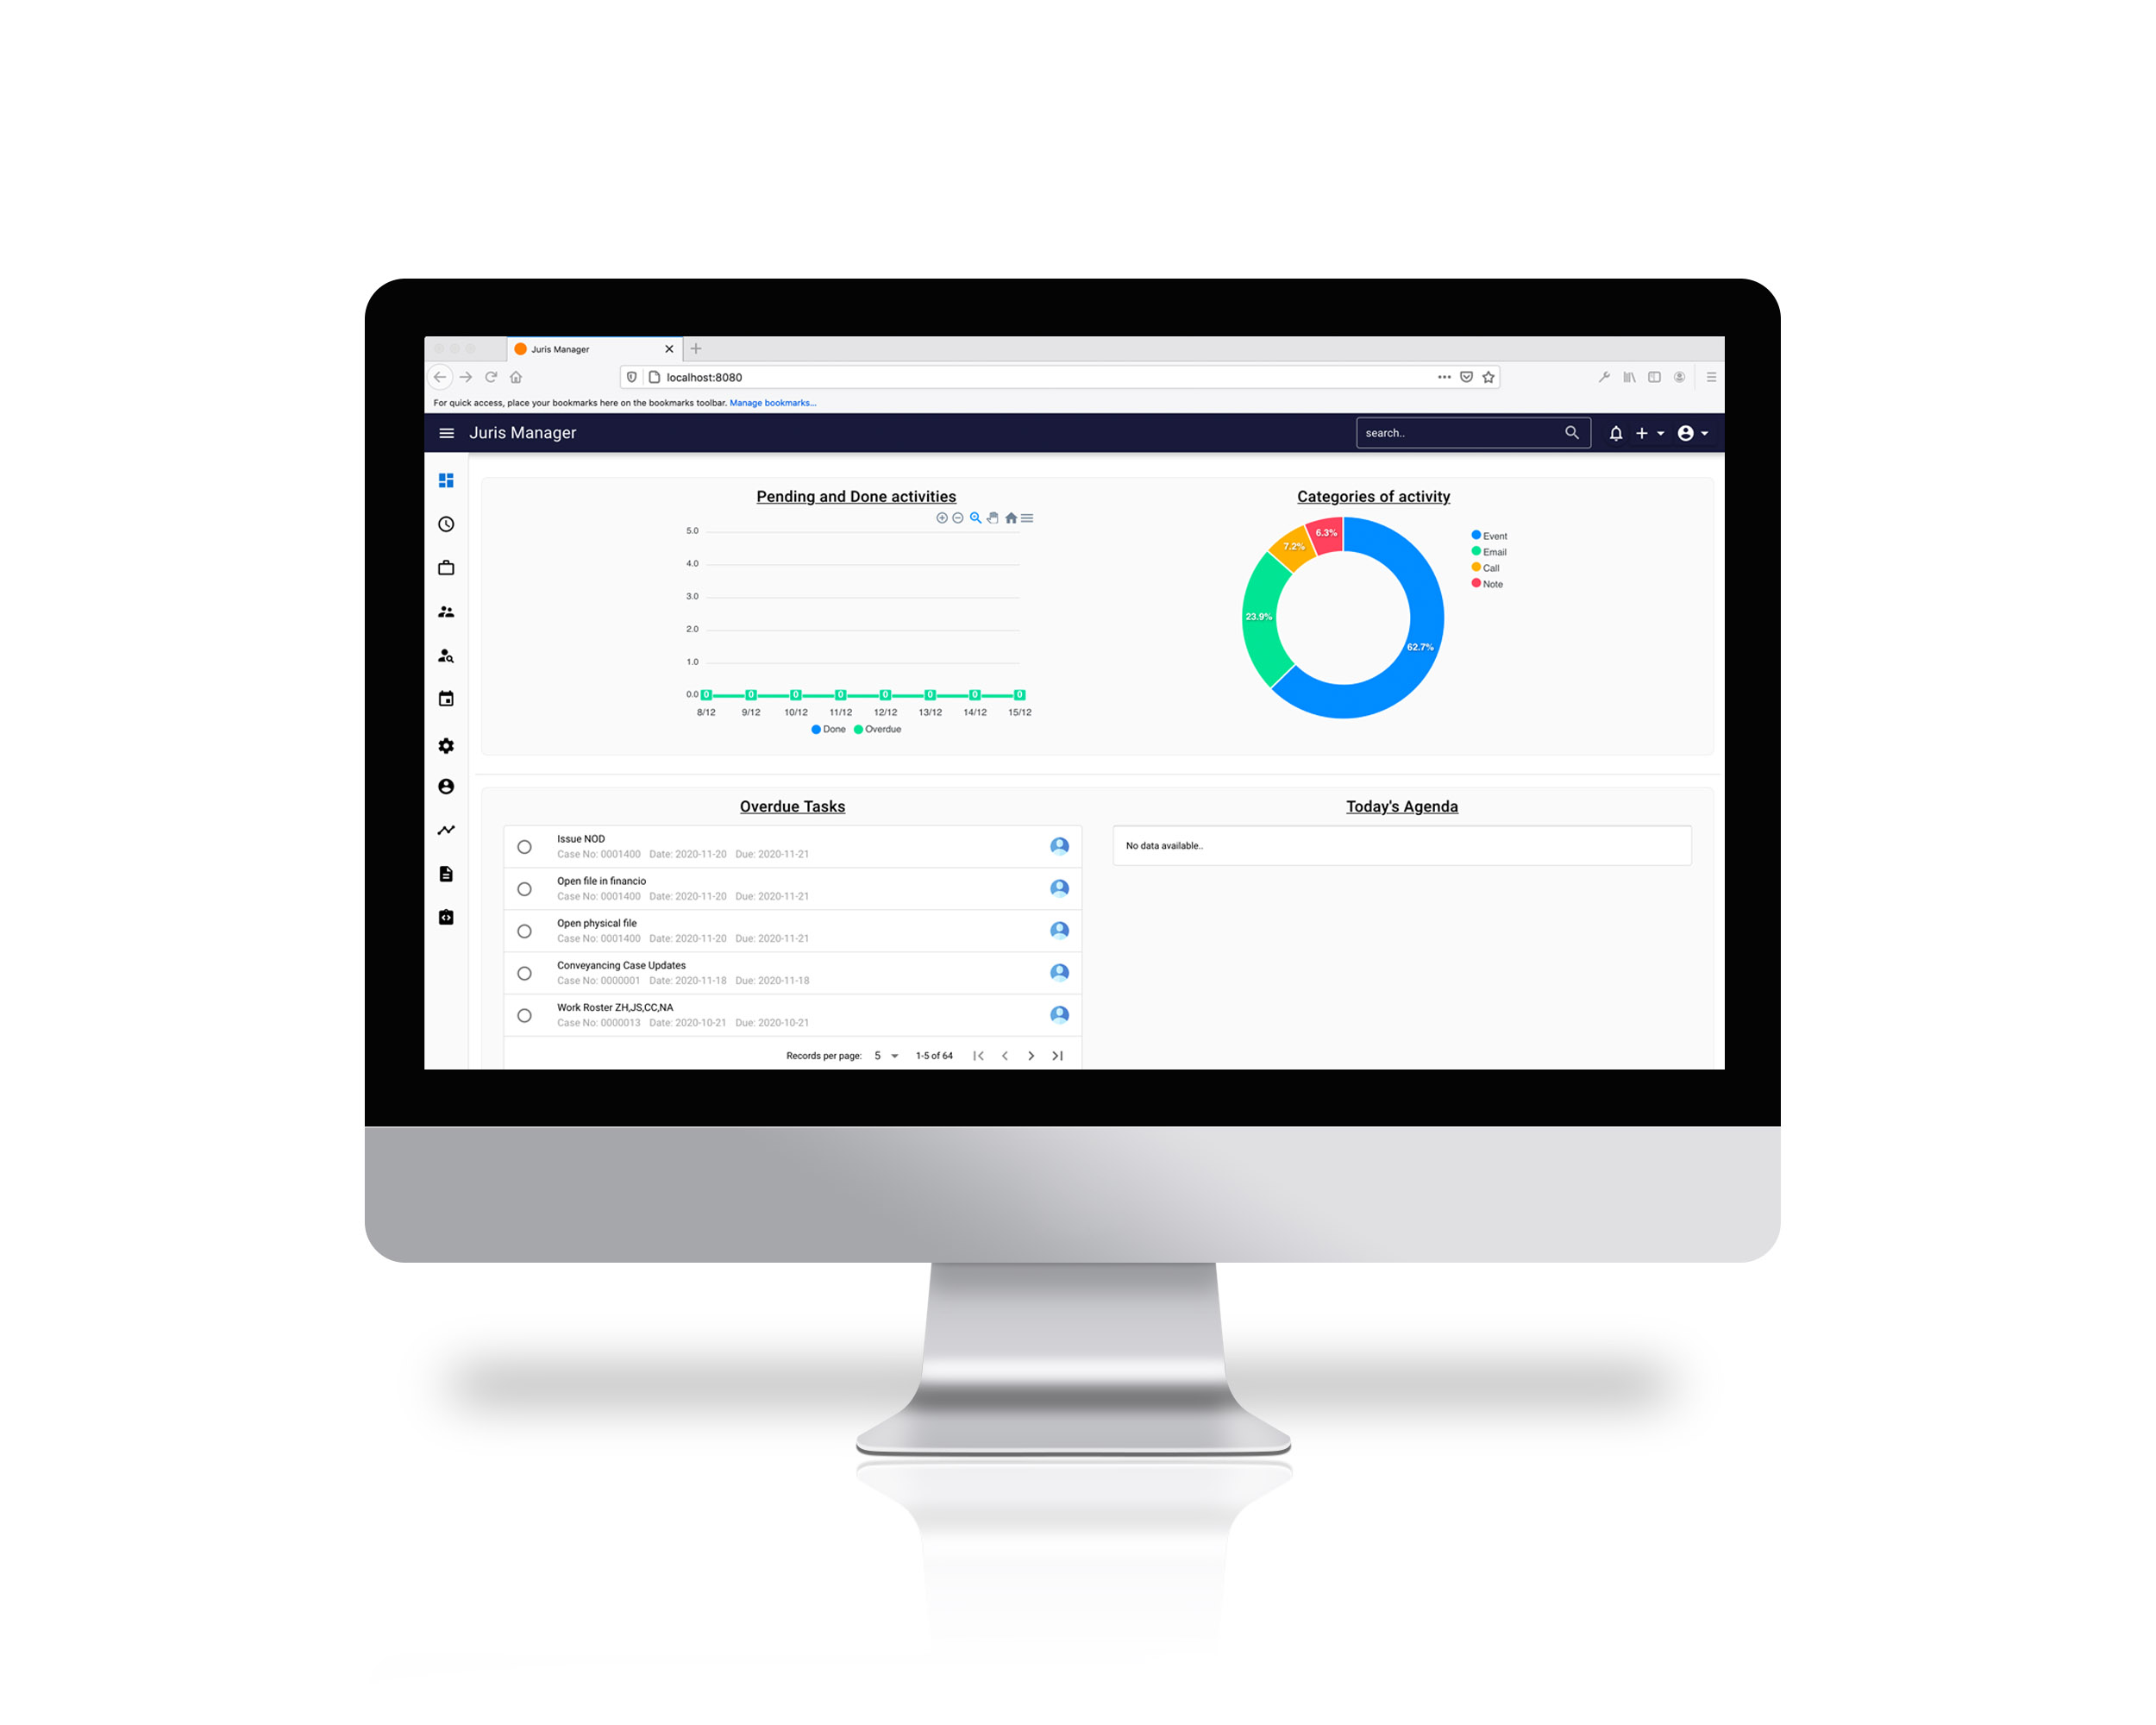 Juris Manager
localhost:8080
For quick access, place your bookmarks here on the bookmarks toolbar. Manage bookmarks...
Juris Manager
search..
Pending and Done activities
5.0
4.0
3.0
2.0
1.0
0.0 0 0 0 0 0 0 0 0
8/12 9/12 10/12 11/12 12/12 13/12 14/12 15/12
Done Overdue
Categories of activity
6.3%
7.2%
23.9%
62.7%
Event
Email
Call
Note
Overdue Tasks
Issue NOD
Case No: 0001400 Date: 2020-11-20 Due: 2020-11-21
Open file in financio
Case No: 0001400 Date: 2020-11-20 Due: 2020-11-21
Open physical file
Case No: 0001400 Date: 2020-11-20 Due: 2020-11-21
Conveyancing Case Updates
Case No: 0000001 Date: 2020-11-18 Due: 2020-11-18
Work Roster ZH,JS,CC,NA
Case No: 0000013 Date: 2020-10-21 Due: 2020-10-21
Records per page: 5 1-5 of 64
Today's Agenda
No data available..